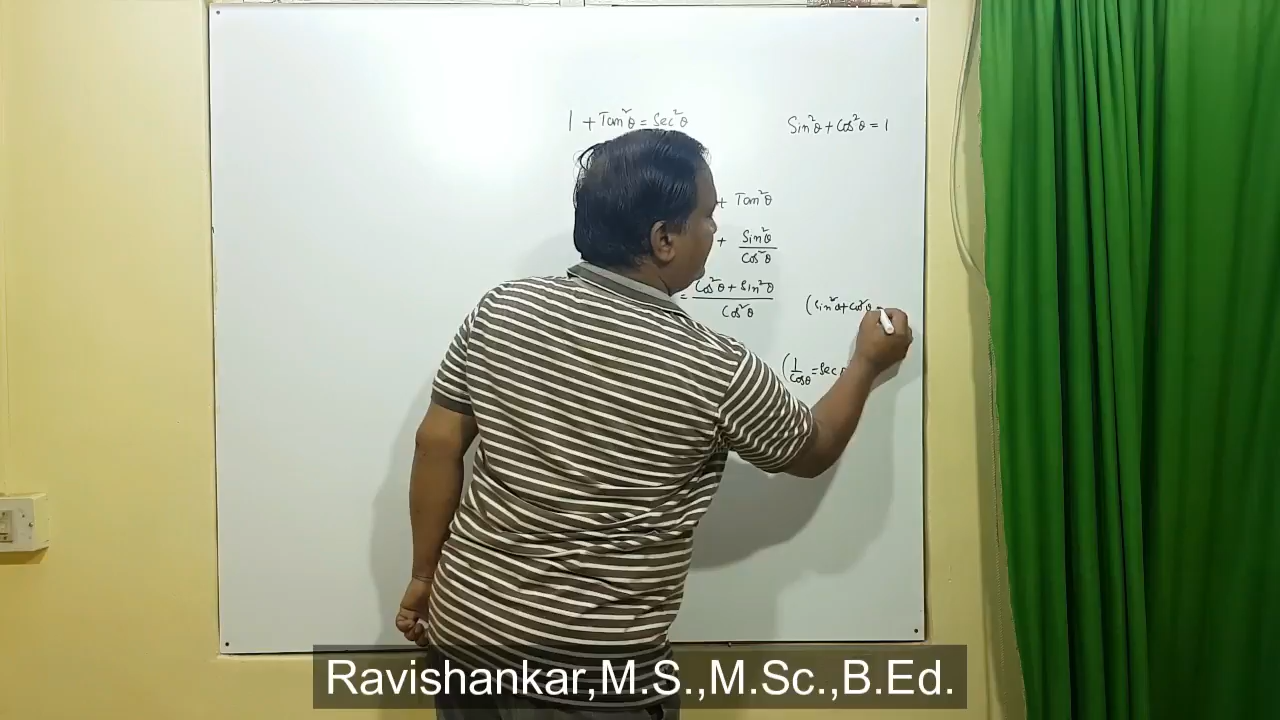 1 + Tan²θ = Sec²θ
Sin²θ + Cos²θ = 1
+ Tan²θ
+ Sin²θ
Cos²θ
= Cos²θ + Sin²θ
Cos²θ
(Sin²θ + Cos²θ =
(1
Cosθ = Sec
Ravishankar,M.S.,M.Sc.,B.Ed.